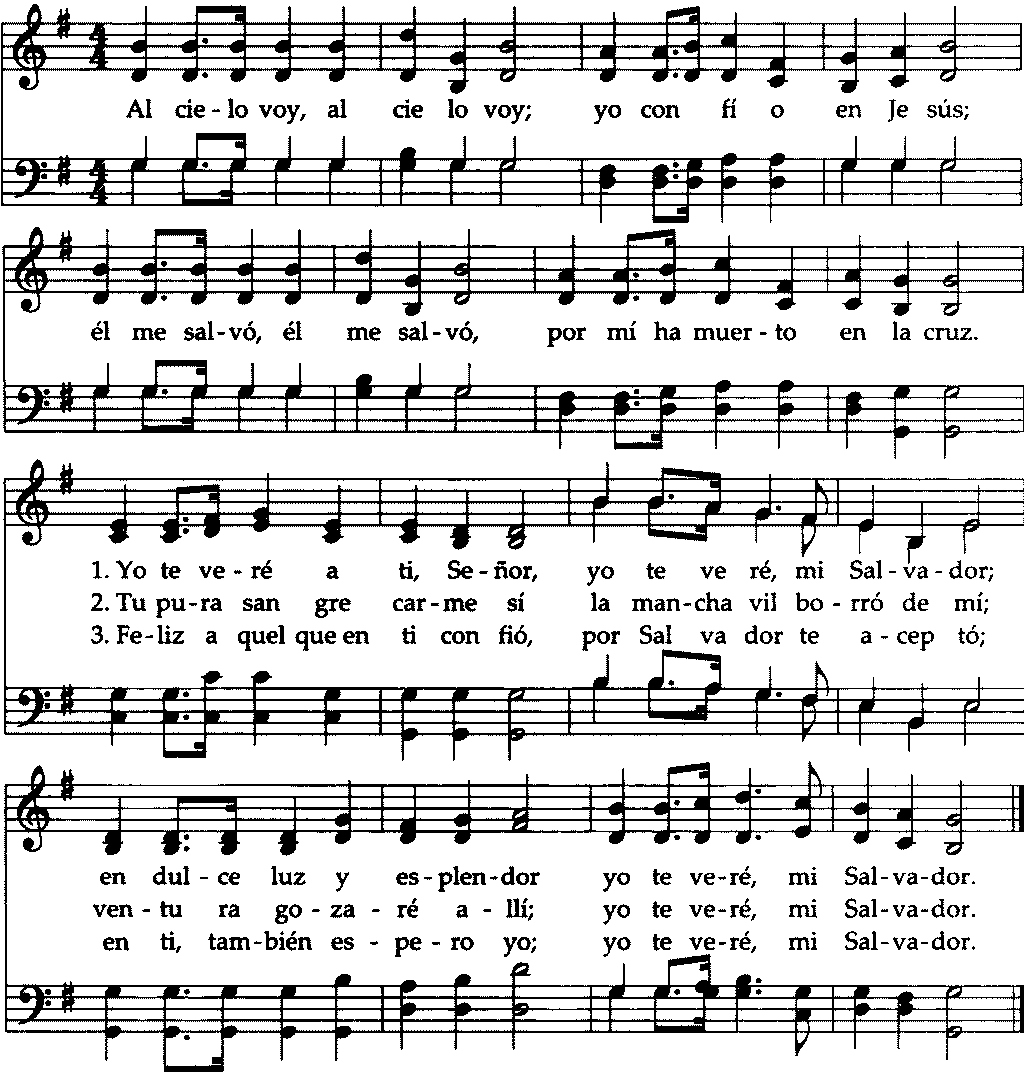 Al cie-lo voy, al cie lo voy; yo con fí o en Je sús;
él me sal-vó, él me sal-vó, por mí ha muer-to en la cruz.
1. Yo te ve-ré a ti, Se-ñor, yo te ve ré, mi Sal-va-dor;
2. Tu pu-ra san gre car-me sí la man-cha vil bo-rró de mí;
3. Fe-liz a quel que en ti con fió, por Sal va dor te a-cep tó;
en dul-ce luz y es-plen-dor yo te ve-ré, mi Sal-va-dor.
ven-tu ra go-za-ré a-llí; yo te ve-ré, mi Sal-va-dor.
en ti, tam-bién es-pe-ro yo; yo te ve-ré, mi Sal-va-dor.